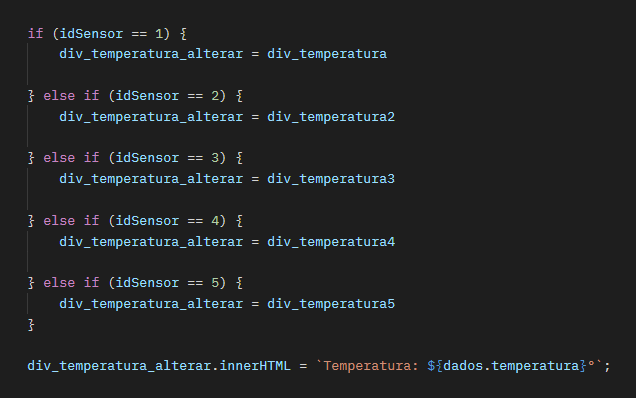 if (idSensor == 1) {
    div_temperatura_alterar = div_temperatura
} else if (idSensor == 2) {
    div_temperatura_alterar = div_temperatura2
} else if (idSensor == 3) {
    div_temperatura_alterar = div_temperatura3
} else if (idSensor == 4) {
    div_temperatura_alterar = div_temperatura4
} else if (idSensor == 5) {
    div_temperatura_alterar = div_temperatura5
}
div_temperatura_alterar.innerHTML = `Temperatura: ${dados.temperatura}°`;